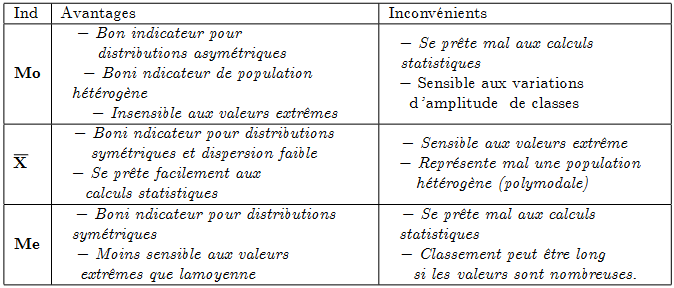 Ind Avantages Inconvénients
Mo
− Bon indicateur pour
distributions asymétriques
− Boni ndicateur de population
hétérogène
− Insensible aux valeurs extrêmes
− Se prête mal aux calculs
statistiques
− Sensible aux variations
d'amplitude de classes
X
− Boni ndicateur pour distributions
symétriques et dispersion faible
− Se prête facilement aux
calculs statistiques
− Sensible aux valeurs extrême
− Représente mal une population
hétérogène (polymodale)
Me
− Boni ndicateur pour distributions
symétriques
− Moins sensible aux valeurs
extrêmes que lamoyenne
− Se prête mal aux calculs
statistiques
− Classement peut être long
si les valeurs sont nombreuses.